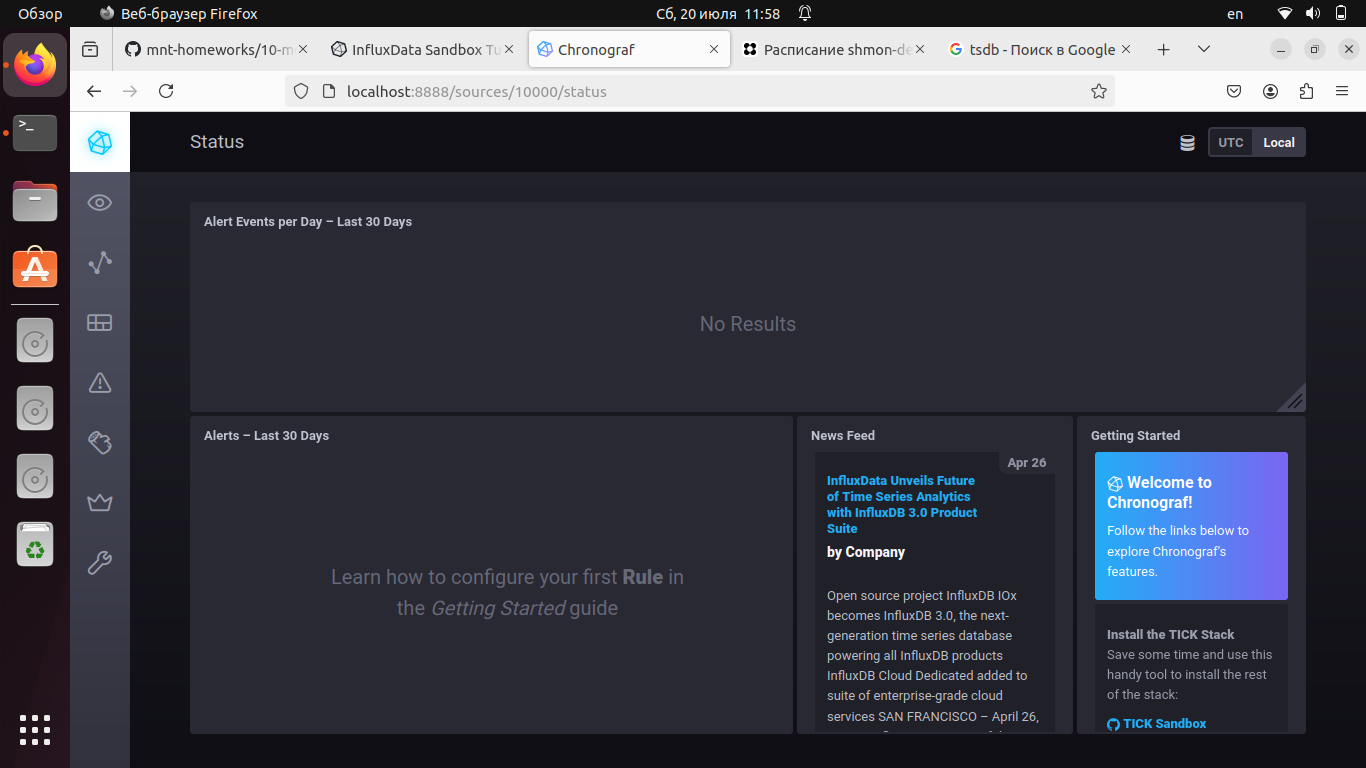 Обзор
Веб-браузер Firefox
Сб, 20 июля 11:58
en
mnt-homeworks/10-m
InfluxData Sandbox Tu
Chronograf
Расписание shmon-de
tsdb - Поиск в Google
localhost:8888/sources/10000/status
Status
UTC
Local
Alert Events per Day – Last 30 Days
No Results
Alerts – Last 30 Days
Learn how to configure your first Rule in
the Getting Started guide
News Feed
Apr 26
InfluxData Unveils Future
of Time Series Analytics
with InfluxDB 3.0 Product
Suite
by Company
Open source project InfluxDB IOx
becomes InfluxDB 3.0, the next-
generation time series database
powering all InfluxDB products
InfluxDB Cloud Dedicated added to
suite of enterprise-grade cloud
services SAN FRANCISCO – April 26,
Getting Started
Welcome to
Chronograf!
Follow the links below to
explore Chronograf's
features.
Install the TICK Stack
Save some time and use this
handy tool to install the rest
of the stack:
TICK Sandbox